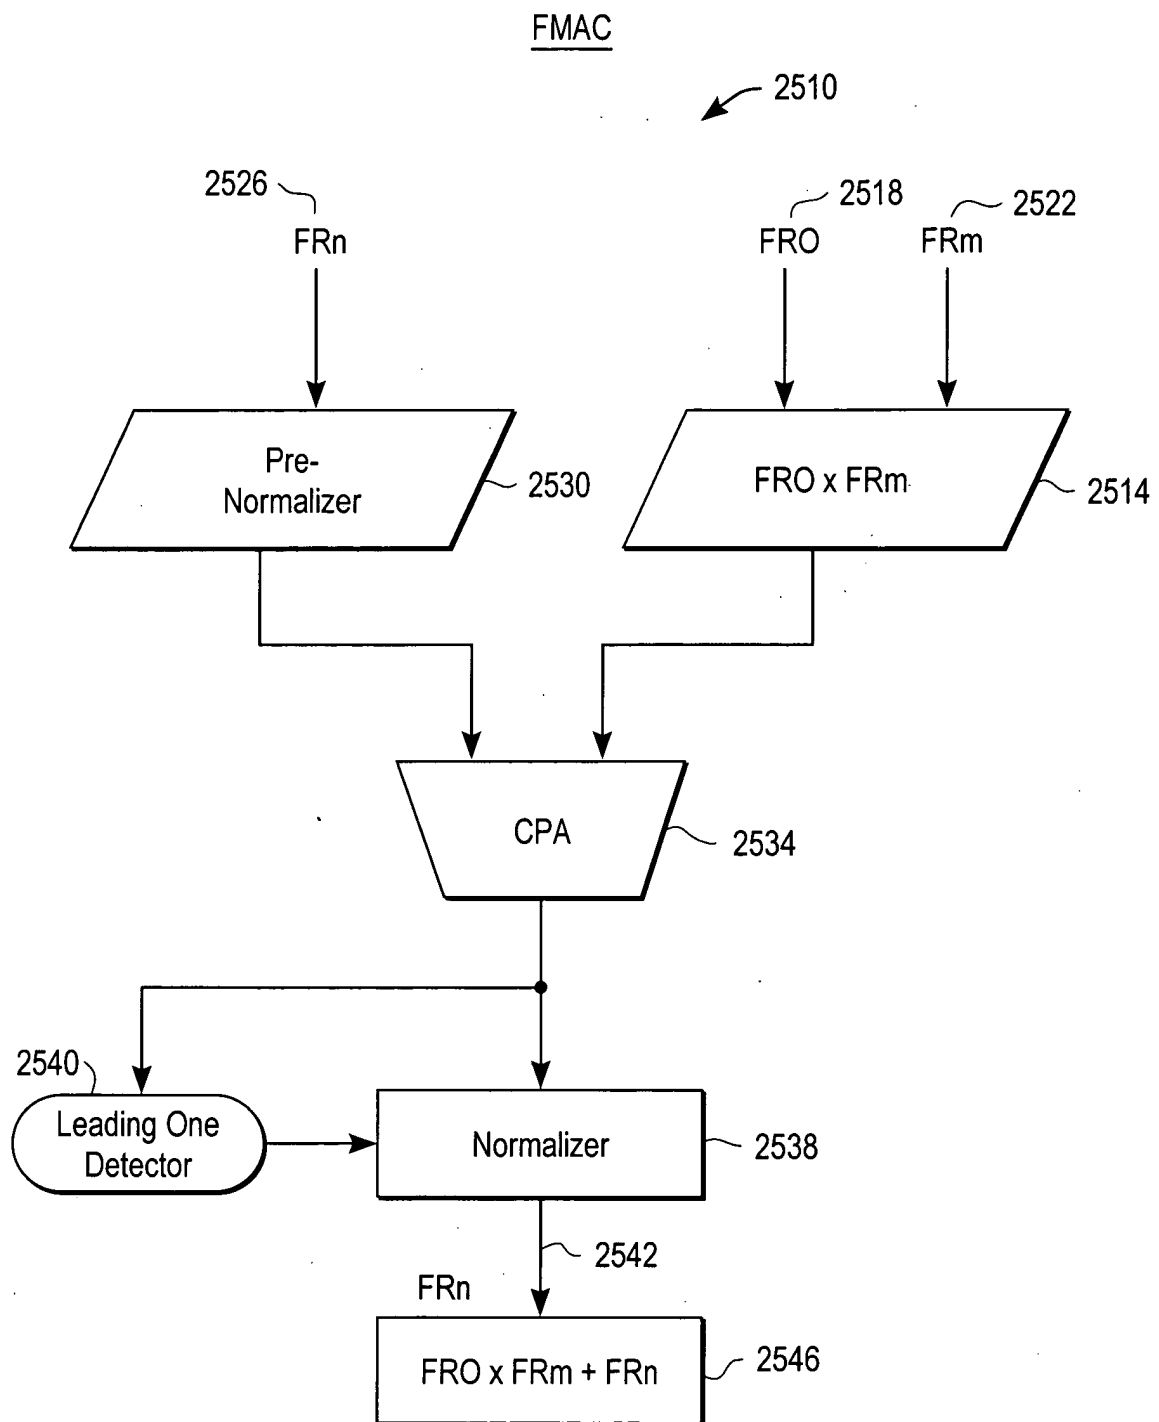 FMAC
2510
2526
2518
2522
FRn
FRO
FRm
Pre-
Normalizer
2530
FRO x FRm
2514
CPA
2534
2540
Leading One
Detector
Normalizer
2538
2542
FRn
FRO x FRm + FRn
2546